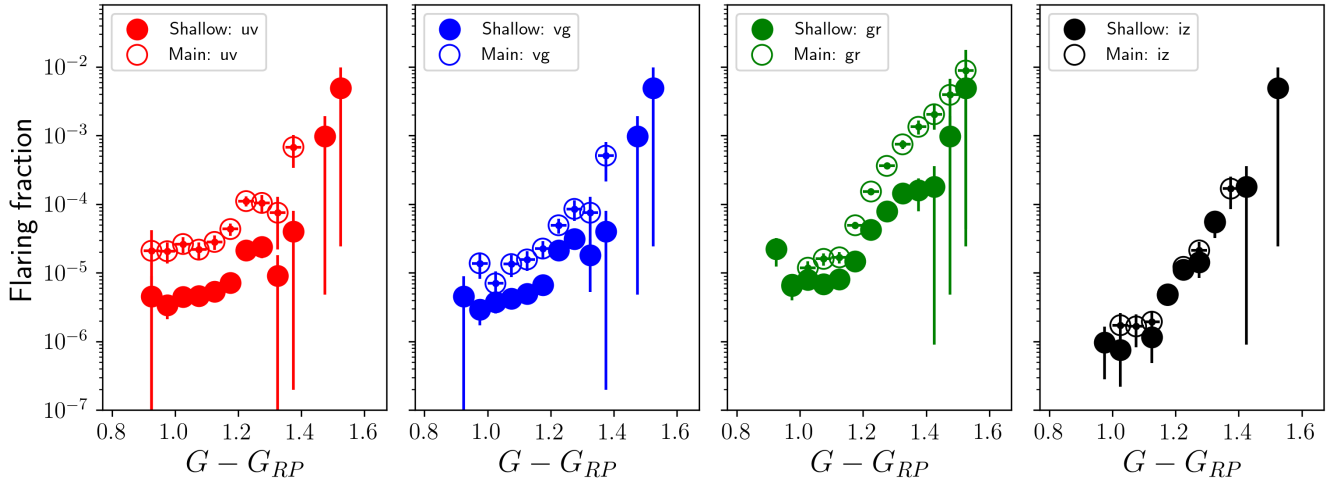 Shallow: uv
Main: uv
Shallow: vg
Main: vg
Shallow: gr
Main: gr
Shallow: iz
Main: iz
Flaring fraction
10⁻²
10⁻³
10⁻⁴
10⁻⁵
10⁻⁶
10⁻⁷
0.8 1.0 1.2 1.4 1.6
0.8 1.0 1.2 1.4 1.6
0.8 1.0 1.2 1.4 1.6
0.8 1.0 1.2 1.4 1.6
G − G_RP
G − G_RP
G − G_RP
G − G_RP